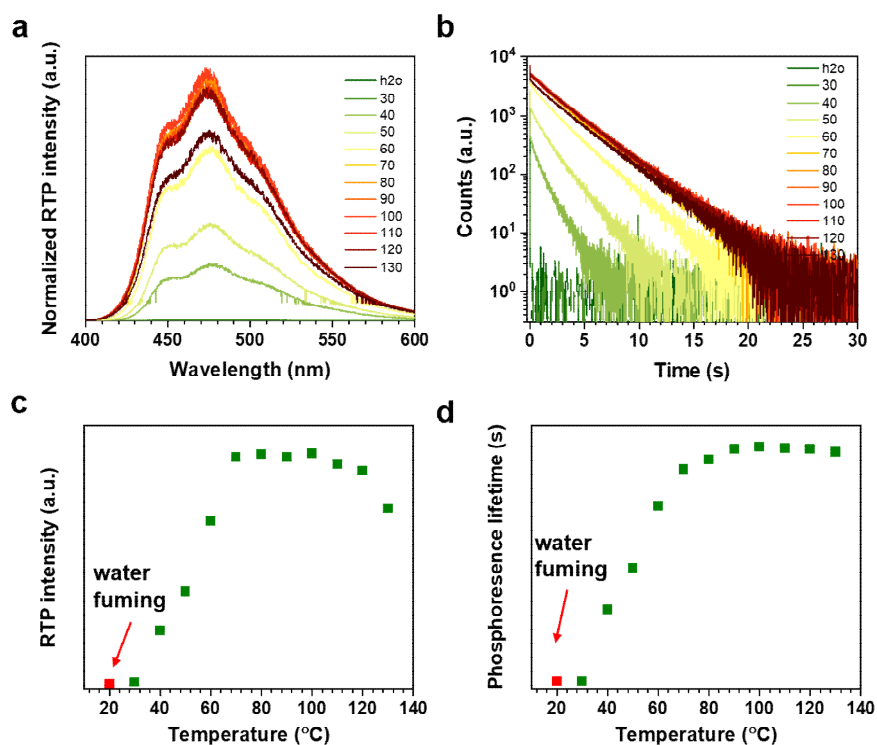 a
Normalized RTP intensity (a.u.)
h2o
30
40
50
60
70
80
90
100
110
120
130
400 450 500 550 600
Wavelength (nm)
b
Counts (a.u.)
10⁴
10³
10²
10¹
10⁰
h2o
30
40
50
60
70
80
90
100
110
120
130
0 5 10 15 20 25 30
Time (s)
c
RTP intensity (a.u.)
water
fuming
20 40 60 80 100 120 140
Temperature (°C)
d
Phosphoresence lifetime (s)
water
fuming
20 40 60 80 100 120 140
Temperature (°C)